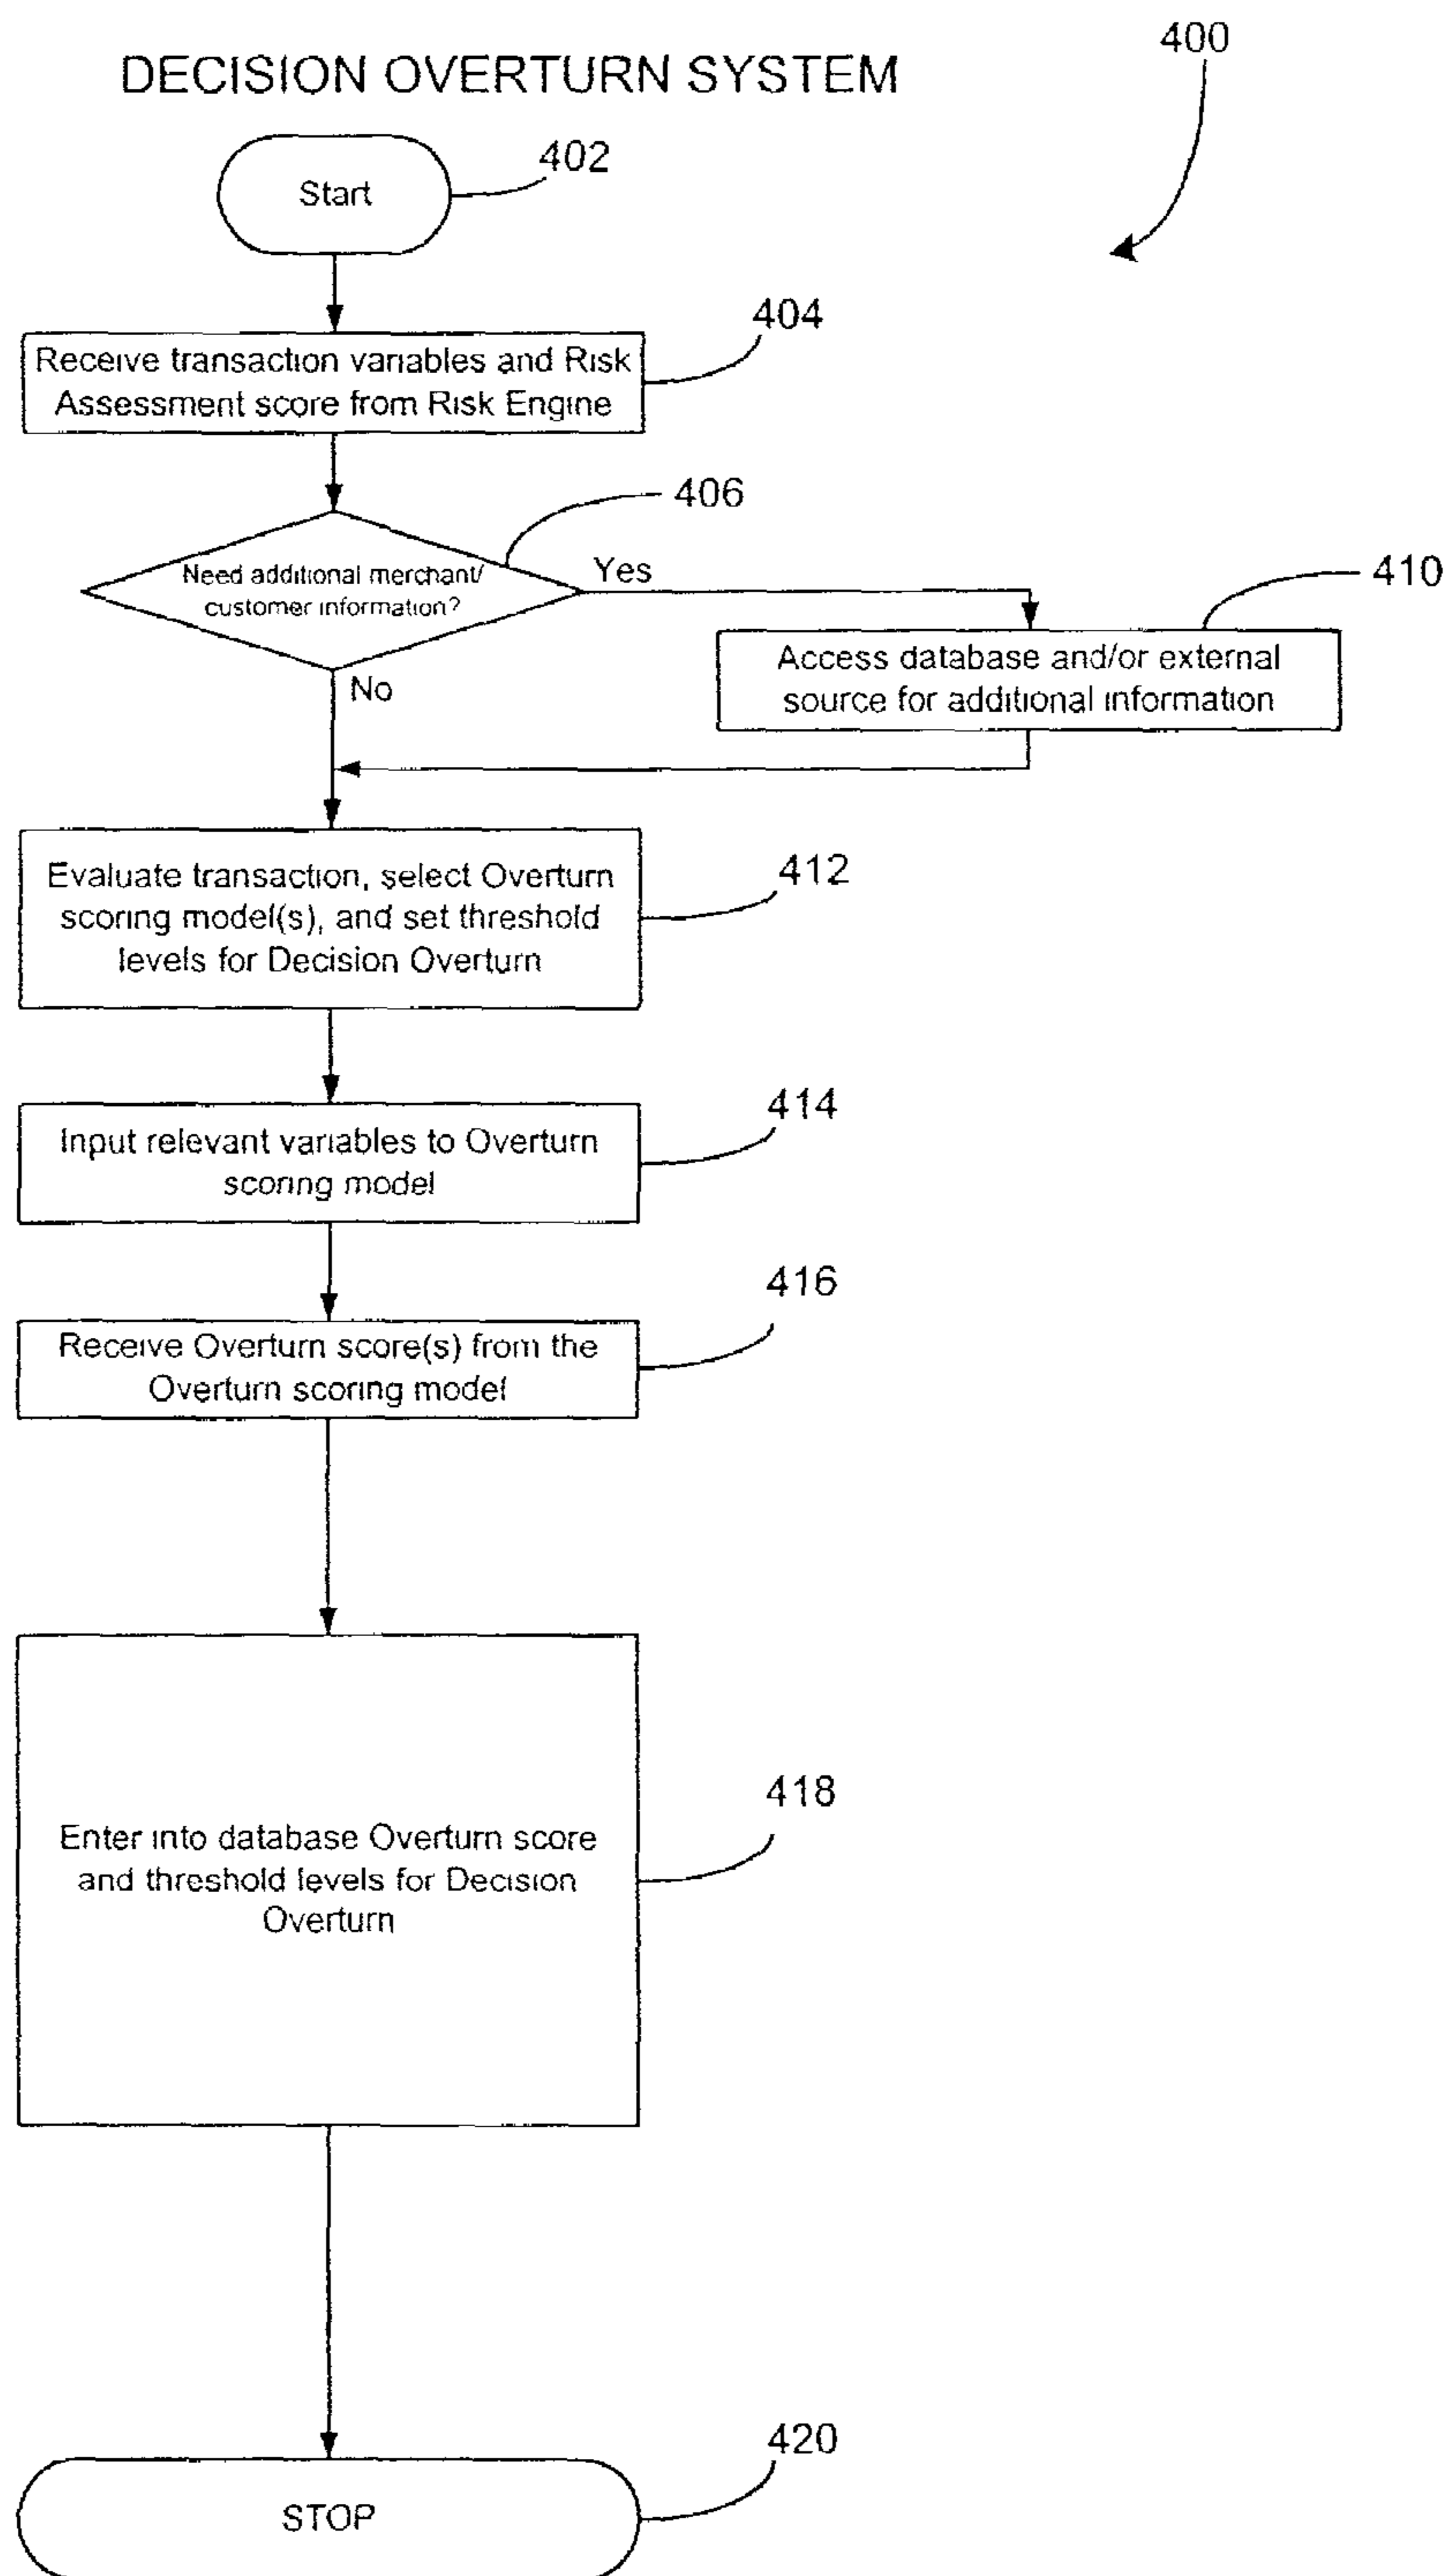 400
DECISION OVERTURN SYSTEM
402
Start
404
Receive transaction variables and Risk
Assessment score from Risk Engine
406
Need additional merchant/
customer information?
Yes
410
Access database and/or external
source for additional information
No
412
Evaluate transaction, select Overturn
scoring model(s), and set threshold
levels for Decision Overturn
414
Input relevant variables to Overturn
scoring model
416
Receive Overturn score(s) from the
Overturn scoring model
418
Enter into database Overturn score
and threshold levels for Decision
Overturn
420
STOP